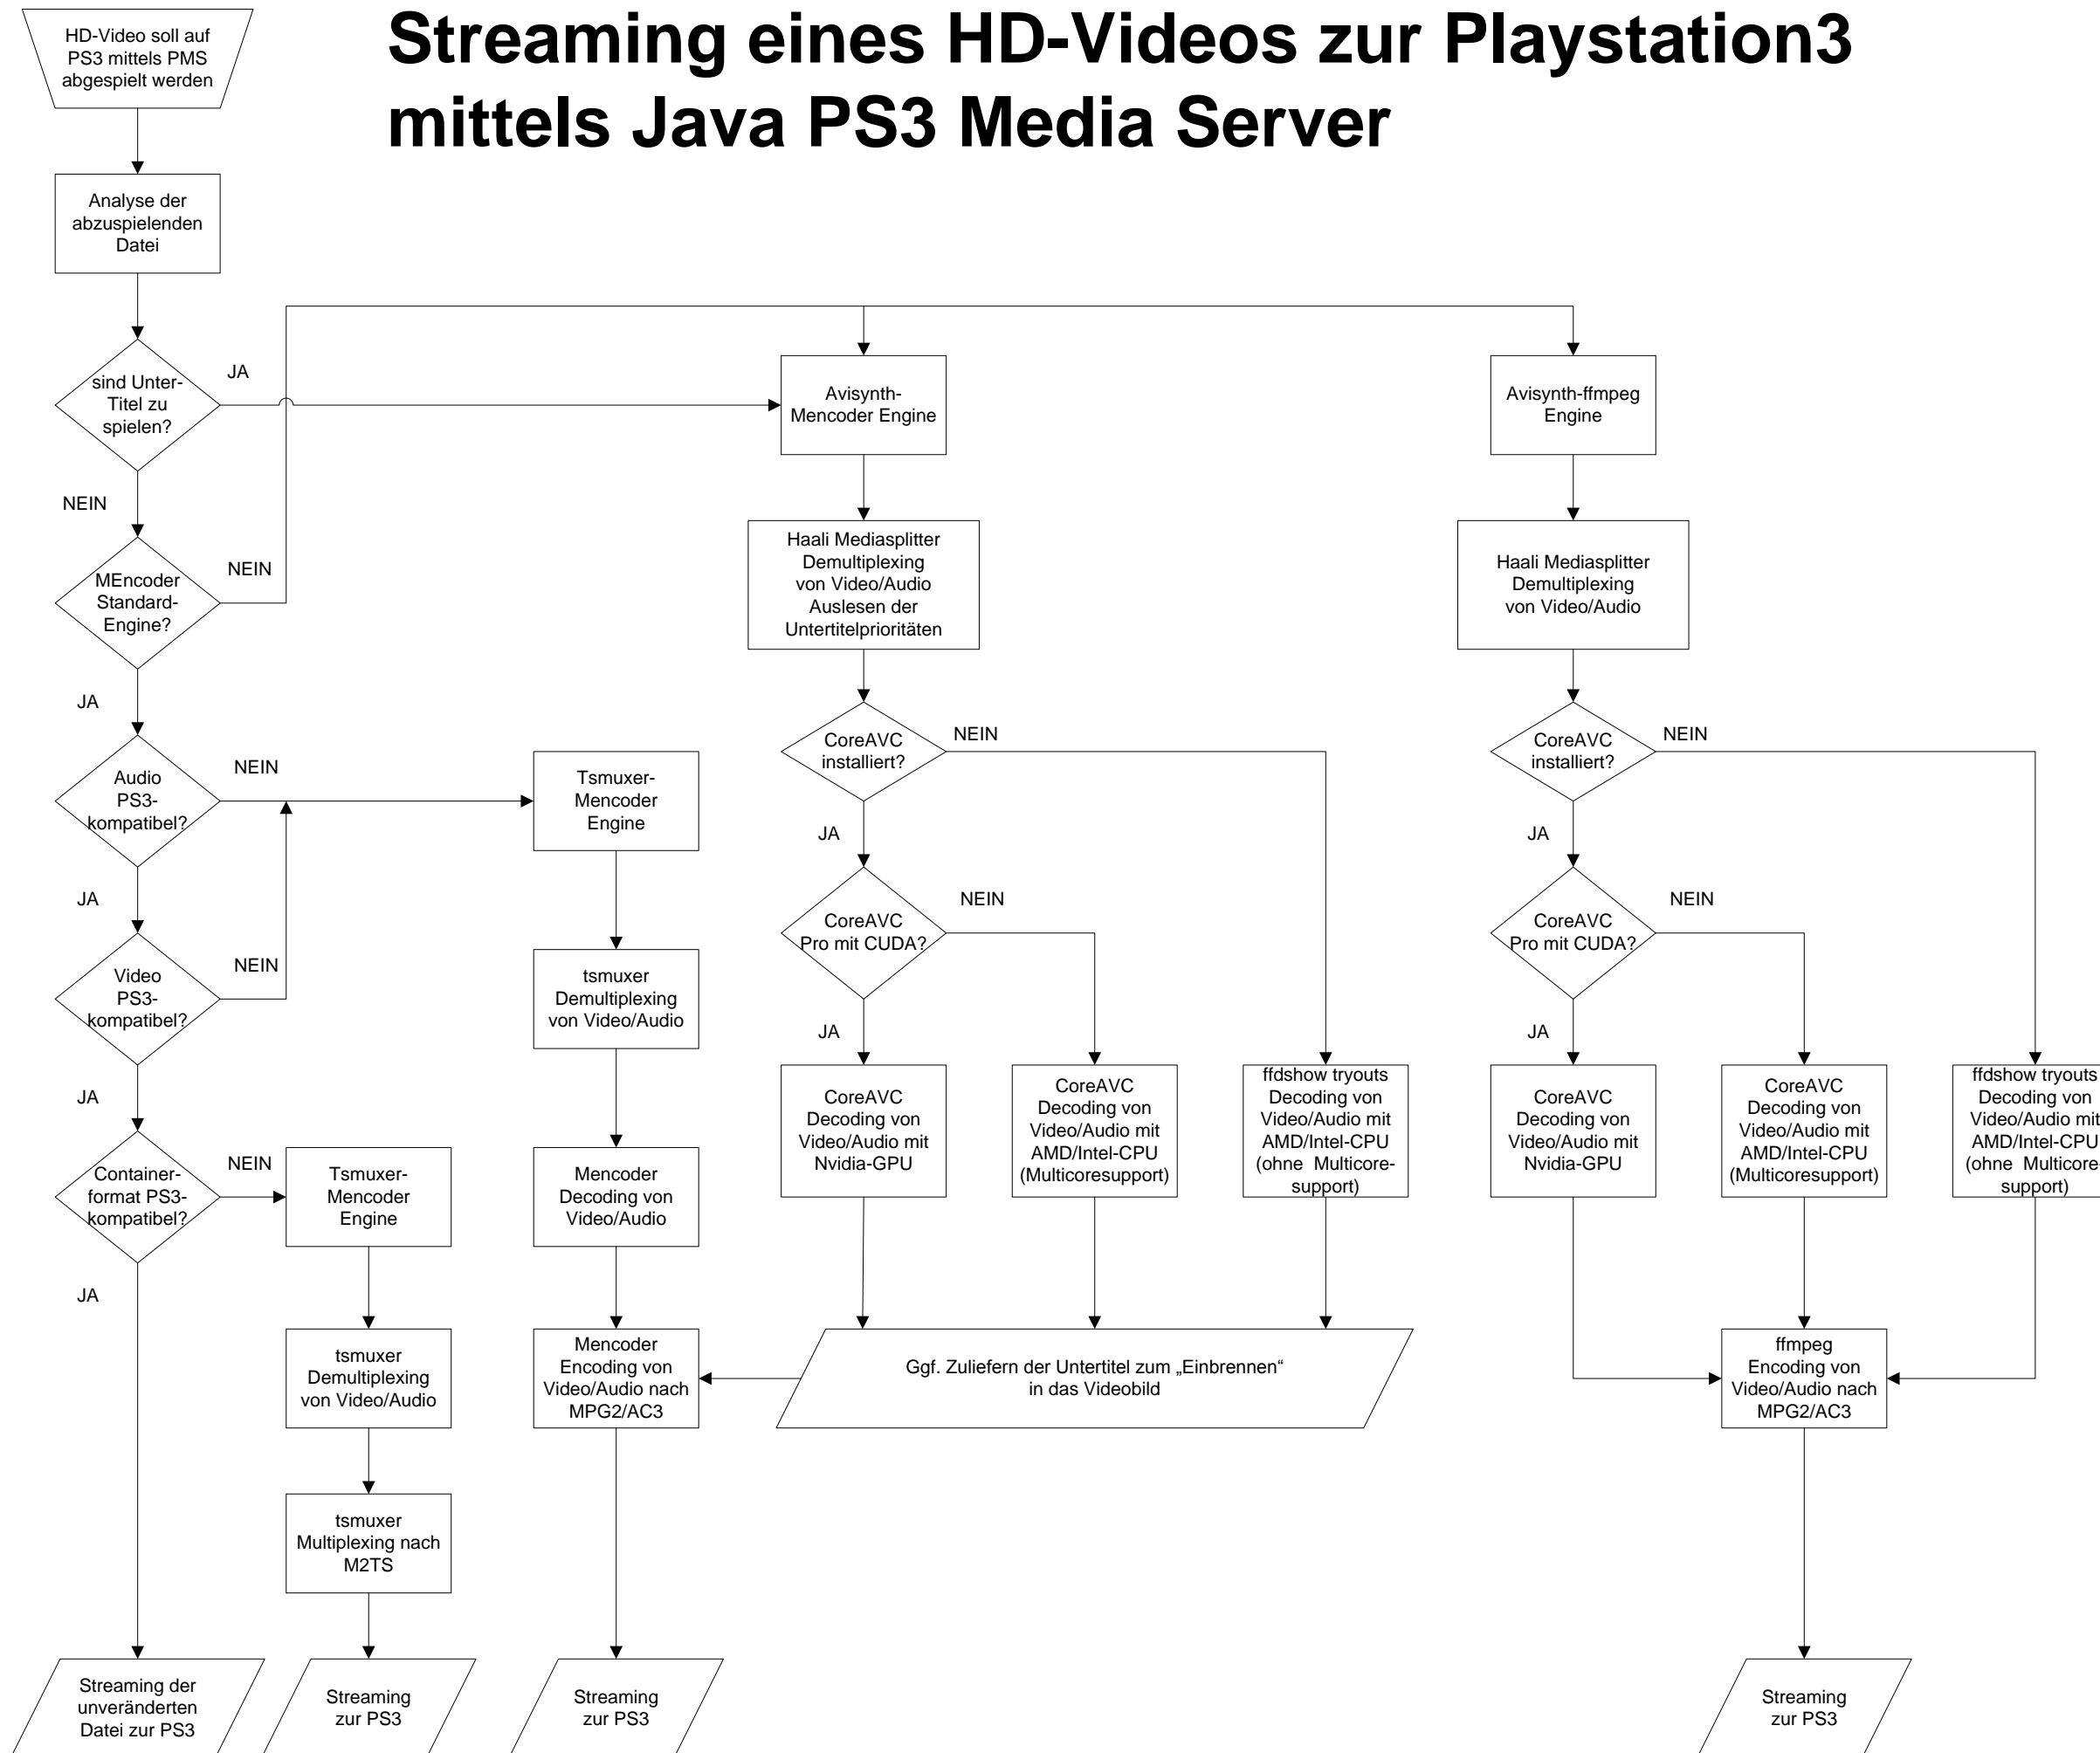 Streaming eines HD-Videos zur Playstation3
mittels Java PS3 Media Server
HD-Video soll auf
PS3 mittels PMS
abgespielt werden
Analyse der
abzuspielenden
Datei
sind Unter-
Titel zu
spielen?
JA
NEIN
MEncoder
Standard-
Engine?
NEIN
JA
Audio
PS3-
kompatibel?
NEIN
JA
Video
PS3-
kompatibel?
NEIN
JA
Container-
format PS3-
kompatibel?
NEIN
JA
Streaming der
unveränderten
Datei zur PS3
Tsmuxer-
Mencoder
Engine
tsmuxer
Demultiplexing
von Video/Audio
tsmuxer
Multiplexing nach
M2TS
Streaming
zur PS3
Tsmuxer-
Mencoder
Engine
tsmuxer
Demultiplexing
von Video/Audio
Mencoder
Decoding von
Video/Audio
Mencoder
Encoding von
Video/Audio nach
MPG2/AC3
Streaming
zur PS3
Avisynth-
Mencoder Engine
Haali Mediasplitter
Demultiplexing
von Video/Audio
Auslesen der
Untertitelprioritäten
CoreAVC
installiert?
NEIN
JA
CoreAVC
Pro mit CUDA?
NEIN
JA
CoreAVC
Decoding von
Video/Audio mit
Nvidia-GPU
CoreAVC
Decoding von
Video/Audio mit
AMD/Intel-CPU
(Multicoresupport)
ffdshow tryouts
Decoding von
Video/Audio mit
AMD/Intel-CPU
(ohne Multicore-
support)
Ggf. Zuliefern der Untertitel zum „Einbrennen“
in das Videobild
Avisynth-ffmpeg
Engine
Haali Mediasplitter
Demultiplexing
von Video/Audio
CoreAVC
installiert?
NEIN
JA
CoreAVC
Pro mit CUDA?
NEIN
JA
CoreAVC
Decoding von
Video/Audio mit
Nvidia-GPU
CoreAVC
Decoding von
Video/Audio mit
AMD/Intel-CPU
(Multicoresupport)
ffdshow tryouts
Decoding von
Video/Audio mit
AMD/Intel-CPU
(ohne Multicore-
support)
ffmpeg
Encoding von
Video/Audio nach
MPG2/AC3
Streaming
zur PS3